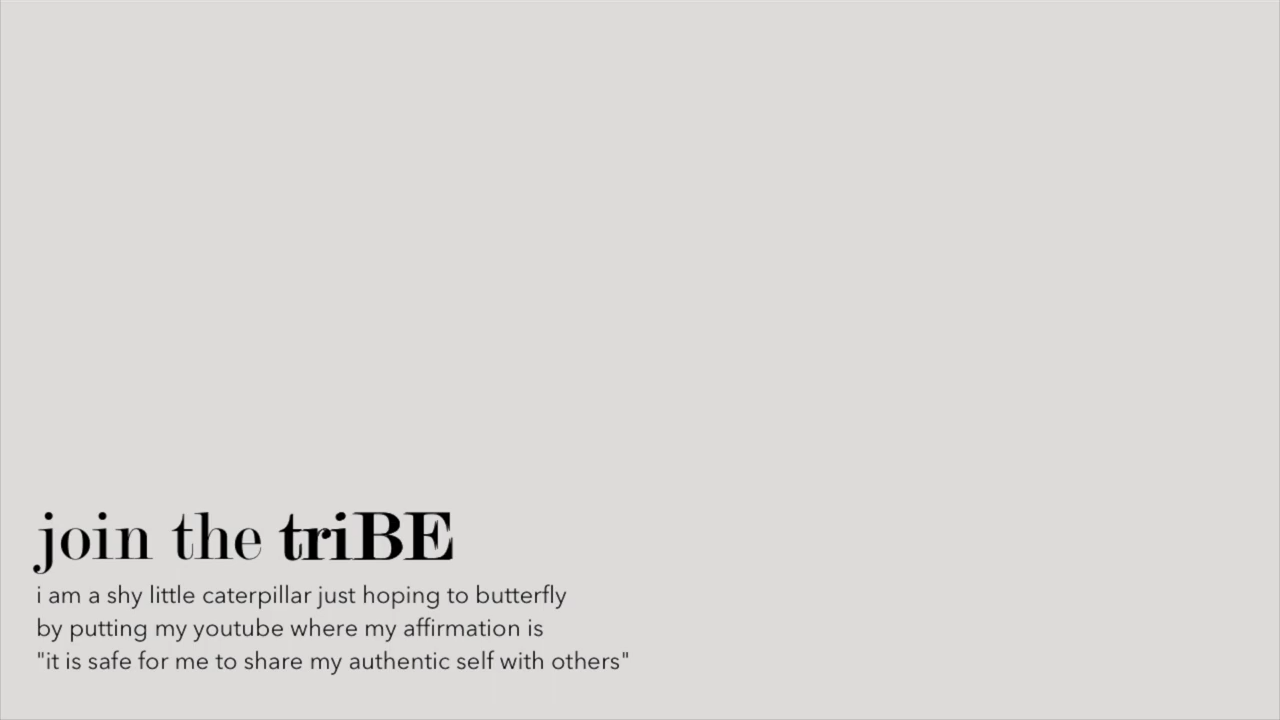 join the triBE
i am a shy little caterpillar just hoping to butterfly
by putting my youtube where my affirmation is
"it is safe for me to share my authentic self with others"